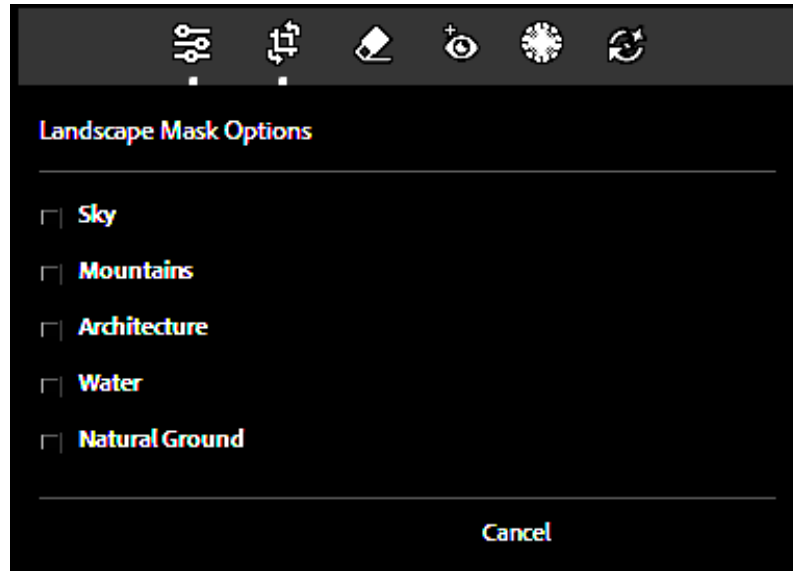 Landscape Mask Options
Sky
Mountains
Architecture
Water
Natural Ground
Cancel